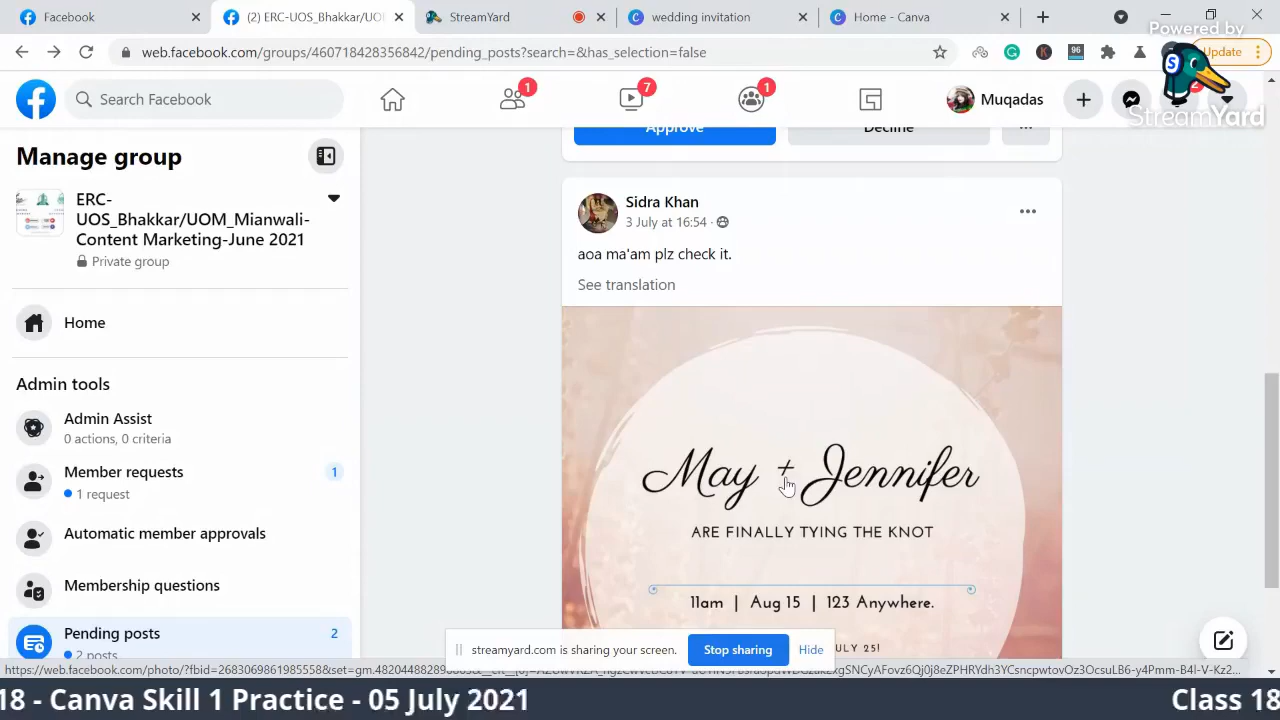 Facebook
(2) ERC-UOS_Bhakkar/UO
StreamYard
wedding invitation
Home - Canva
web.facebook.com/groups/460718428356842/pending_posts?search=&has_selection=false
96
Update
Powered by
StreamYard
Search Facebook
1
7
1
Muqadas
2
Manage group
ERC-
UOS_Bhakkar/UOM_Mianwali-
Content Marketing-June 2021
Private group
Home
Admin tools
Admin Assist
0 actions, 0 criteria
Member requests
1
1 request
Automatic member approvals
Membership questions
Pending posts
2
2 posts
Approve
Decline
Sidra Khan
3 July at 16:54
aoa ma'am plz check it.
See translation
May + Jennifer
ARE FINALLY TYING THE KNOT
11am | Aug 15 | 123 Anywhere.
ULY 25!
streamyard.com is sharing your screen.
Stop sharing
Hide
18 - Canva Skill 1 Practice - 05 July 2021
Class 18